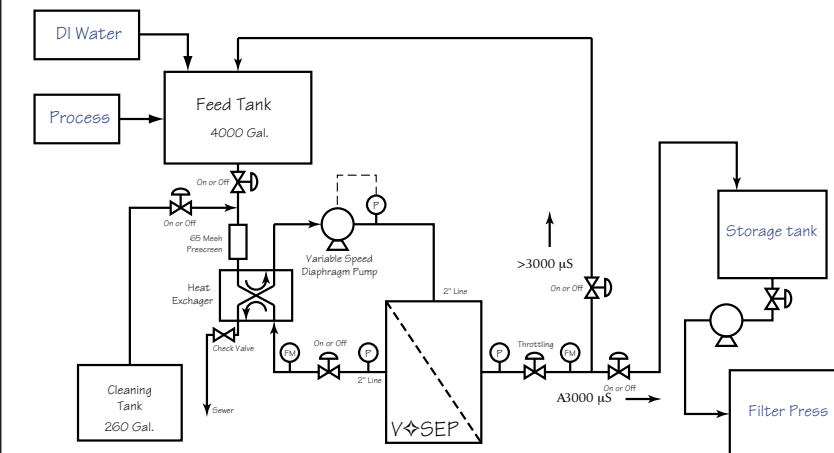 DI Water
Process
Feed Tank
4000 Gal.
On or Off
On or Off
65 Mesh
Prescreen
Heat
Exchager
P
Variable Speed
Diaphragm Pump
2" Line
Check Valve
Sewer
Cleaning
Tank
260 Gal.
FM
On or Off
P
2" Line
V SEP
P
Throttling
FM
>3000 µS
On or Off
On or Off
A3000 µS
Storage tank
Filter Press